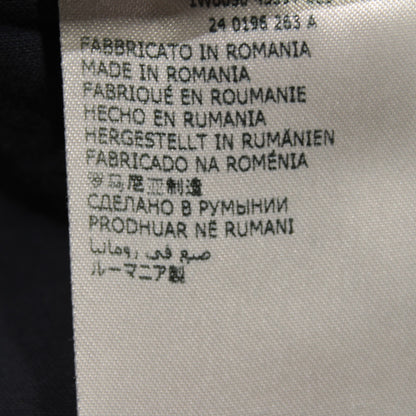 24 0196 263 A
FABBRICATO IN ROMANIA
MADE IN ROMANIA
FABRIQUÉ EN ROUMANIE
HECHO EN RUMANIA
HERGESTELLT IN RUMÄNIEN
FABRICADO NA ROMÉNIA
罗马尼亚制造
СДЕЛАНО В РУМЫНИИ
PRODHUAR NË RUMANI
صنع في رومانيا
ルーマニア製